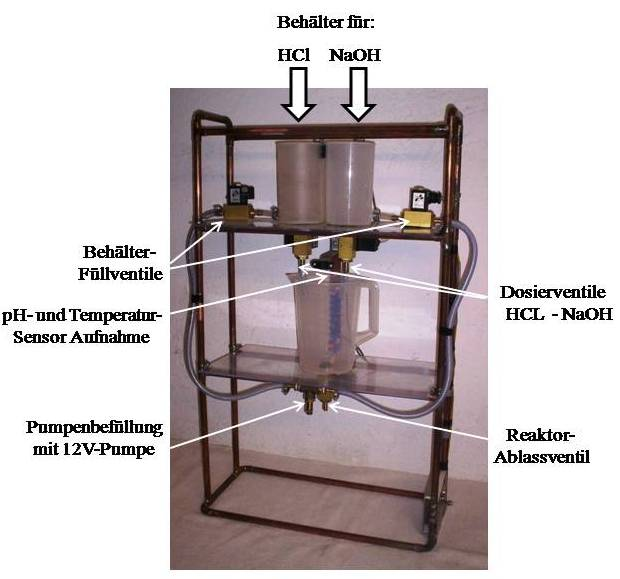 Behälter für:
HCl NaOH
Behälter-
Füllventile
pH- und Temperatur-
Sensor Aufnahme
Dosierventile
HCL - NaOH
Pumpenbefüllung
mit 12V-Pumpe
Reaktor-
Ablassventil